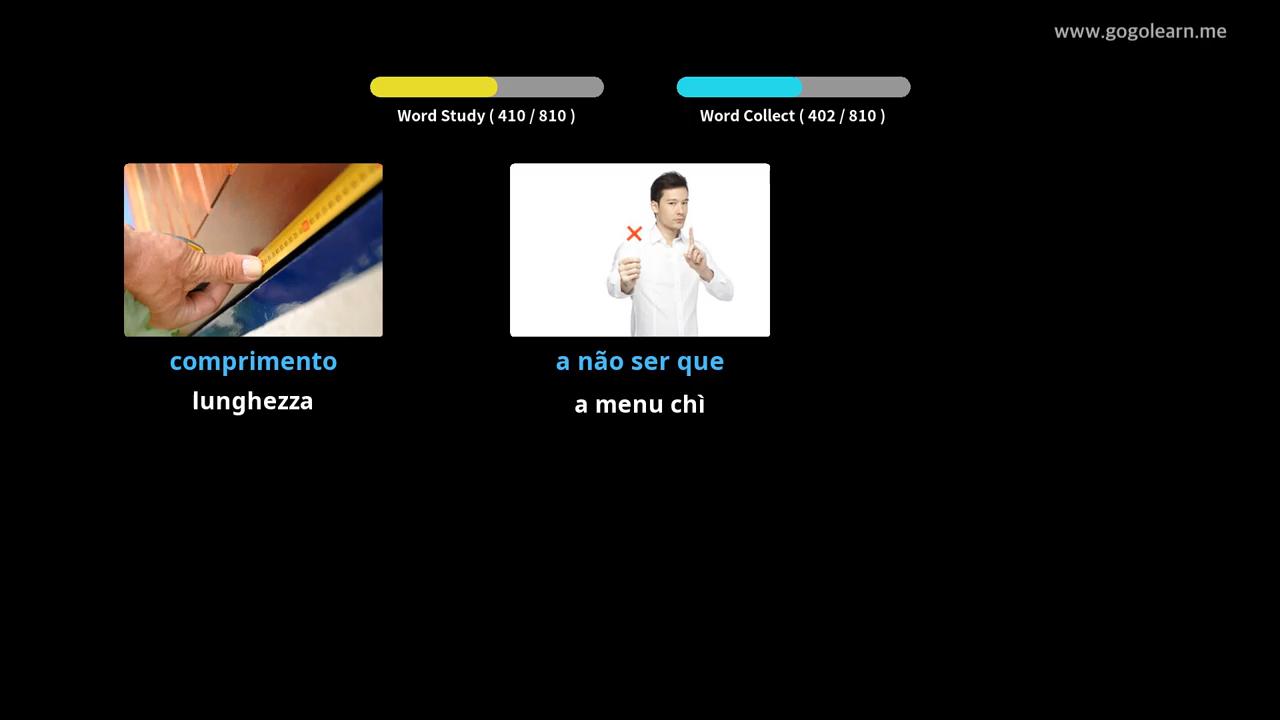 www.gogolearn.me
Word Study ( 410 / 810 )
Word Collect ( 402 / 810 )
comprimento
lunghezza
a não ser que
a menu chì